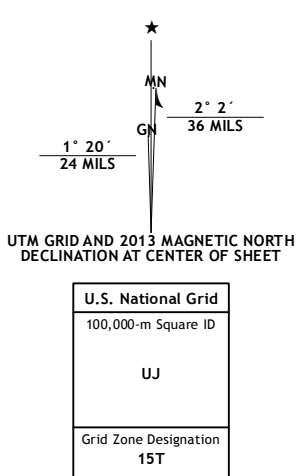 ★
MN
GN
2° 2´
36 MILS
1° 20´
24 MILS
UTM GRID AND 2013 MAGNETIC NORTH
DECLINATION AT CENTER OF SHEET
U.S. National Grid
100,000-m Square ID
UJ
Grid Zone Designation
15T